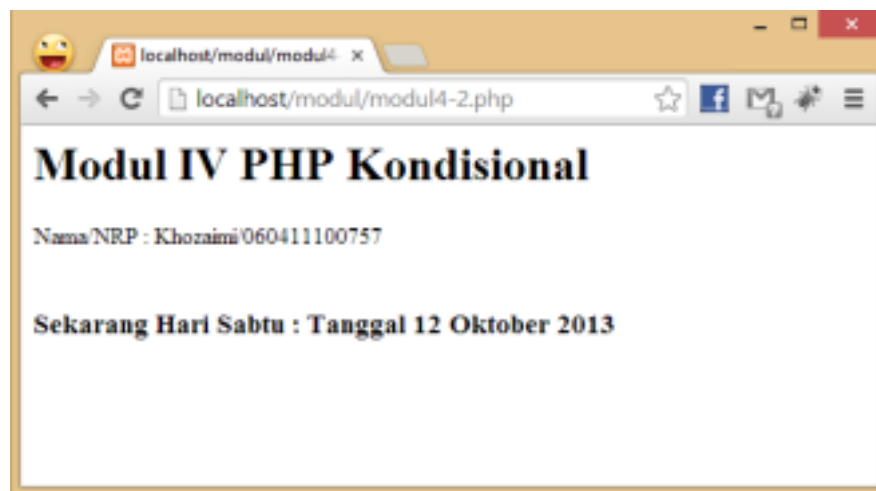 localhost/modul/modul4-
localhost/modul/modul4-2.php
Modul IV PHP Kondisional
Nama/NRP : Khozaimi/060411100757
Sekarang Hari Sabtu : Tanggal 12 Oktober 2013